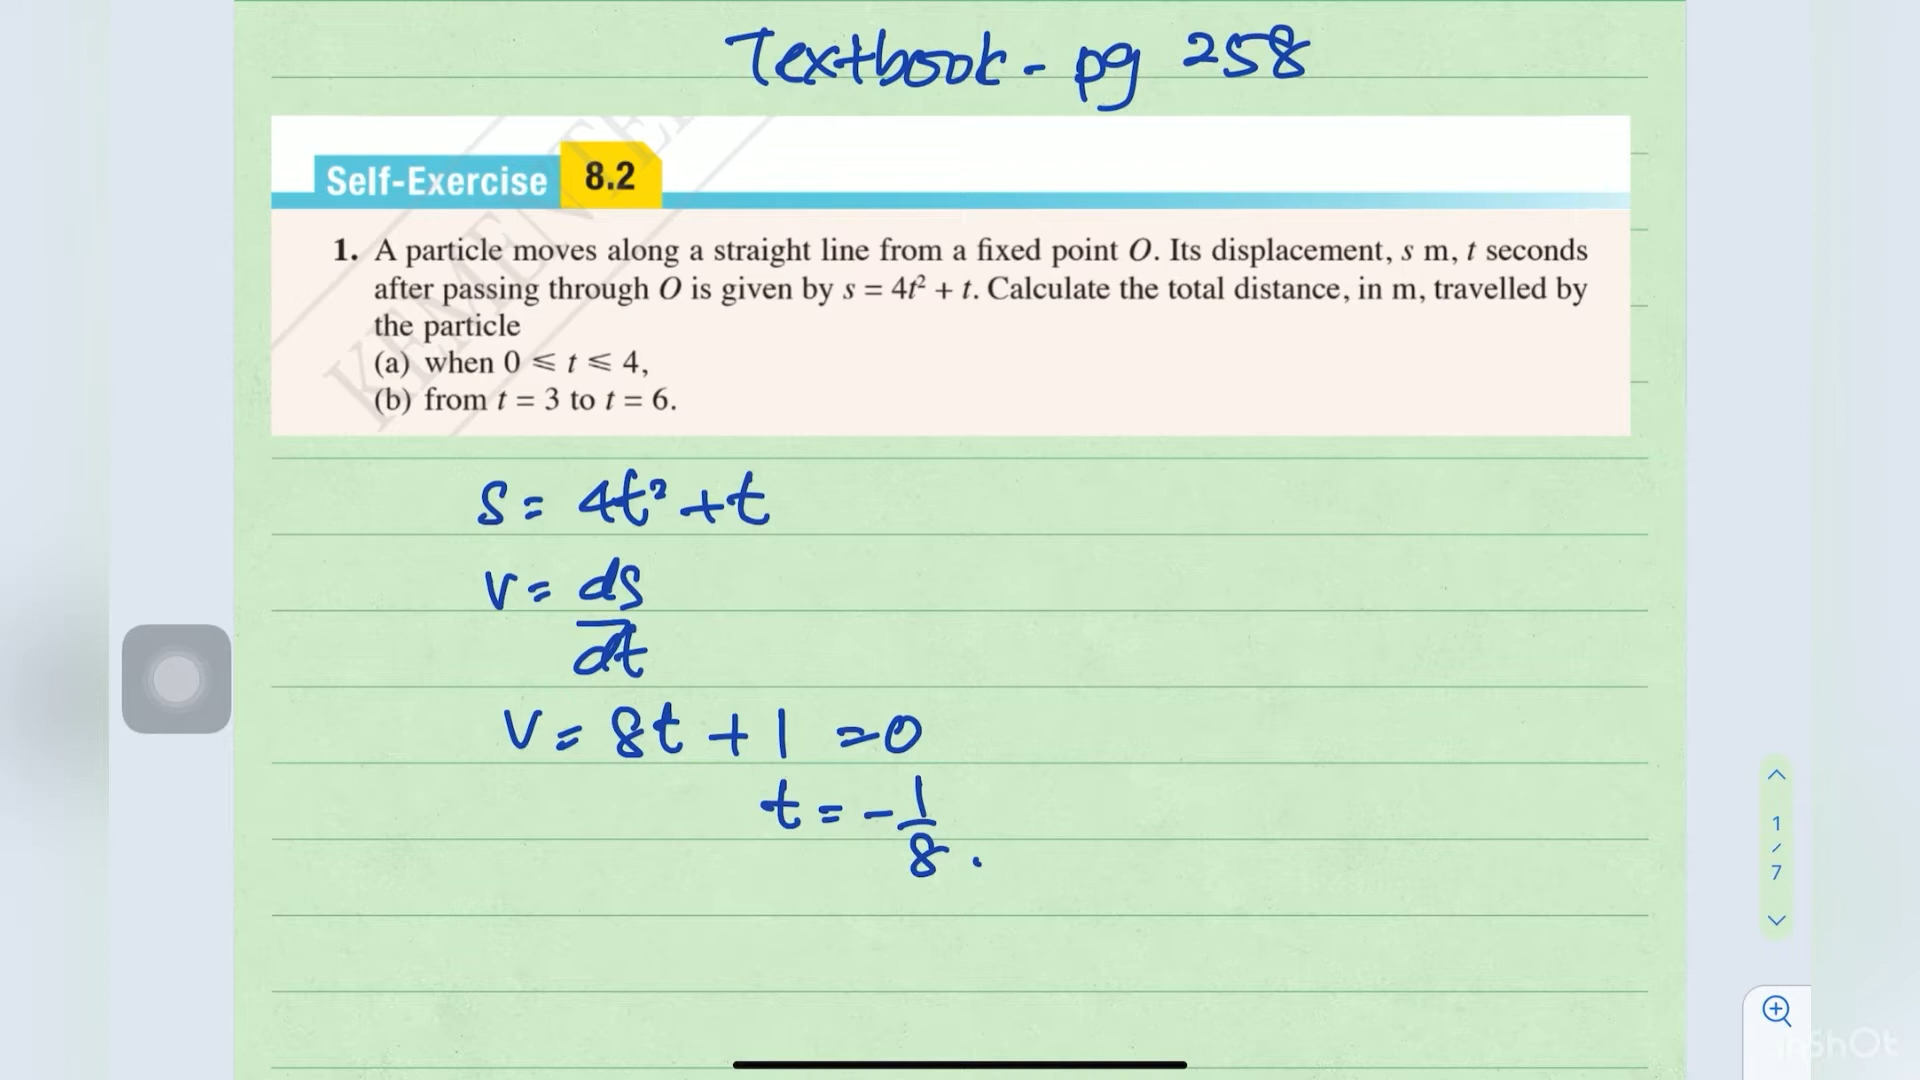 Textbook - pg 258
Self-Exercise 8.2
1. A particle moves along a straight line from a fixed point O. Its displacement, s m, t seconds
after passing through O is given by s = 4t² + t. Calculate the total distance, in m, travelled by
the particle
(a) when 0 ⩽ t ⩽ 4,
(b) from t = 3 to t = 6.
s = 4t² + t
v = ds
dt
v = 8t + 1 = 0
t = - 1
8 .
1
/
7